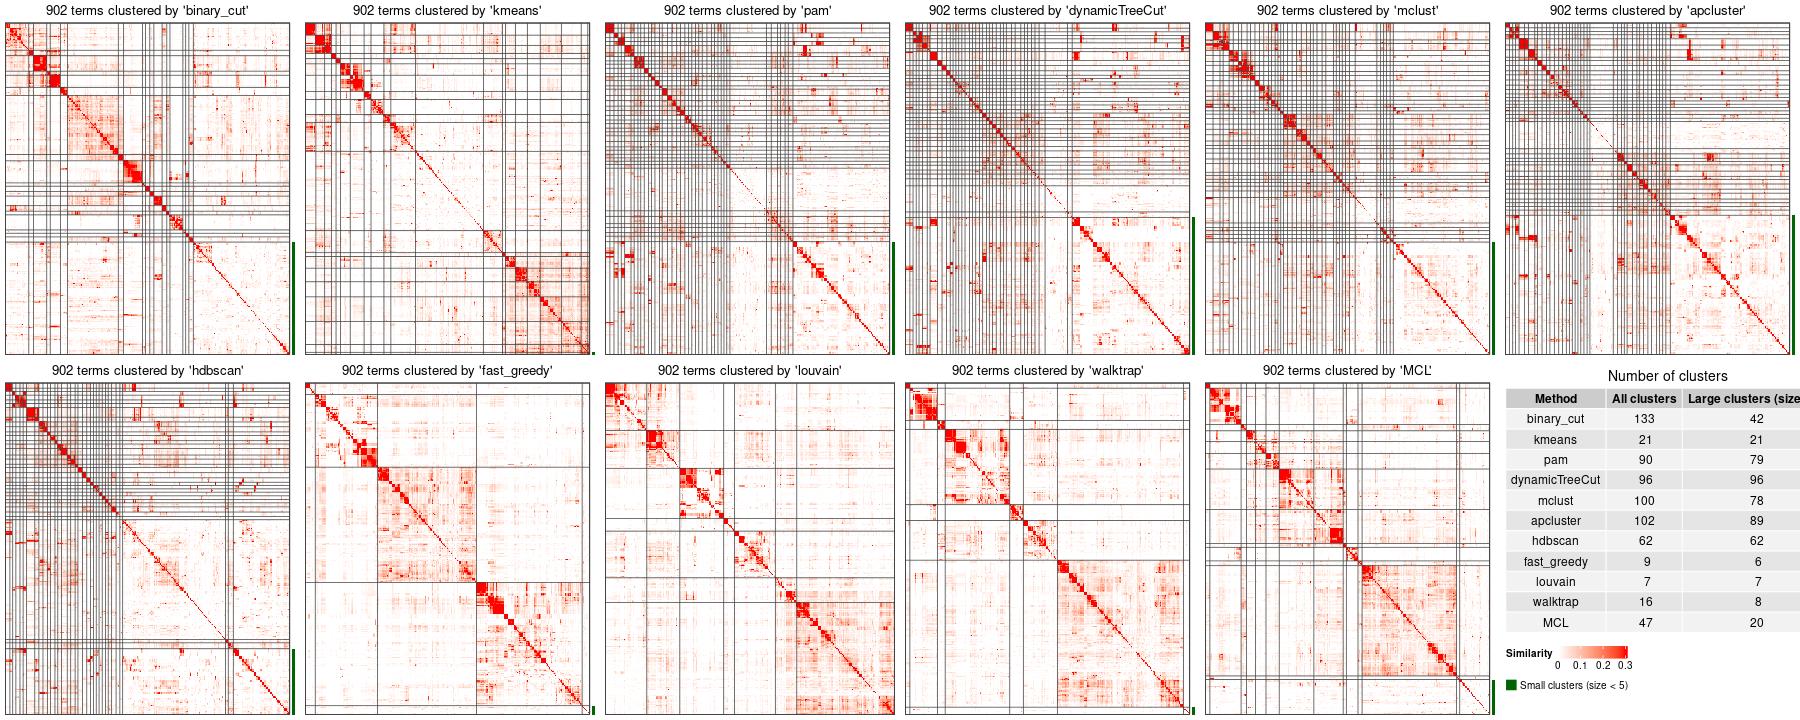 902 terms clustered by 'binary_cut'
902 terms clustered by 'kmeans'
902 terms clustered by 'pam'
902 terms clustered by 'dynamicTreeCut'
902 terms clustered by 'mclust'
902 terms clustered by 'apcluster'
902 terms clustered by 'hdbscan'
902 terms clustered by 'fast_greedy'
902 terms clustered by 'louvain'
902 terms clustered by 'walktrap'
902 terms clustered by 'MCL'
Number of clusters
Method All clusters Large clusters (size
binary_cut 133 42
kmeans 21 21
pam 90 79
dynamicTreeCut 96 96
mclust 100 78
apcluster 102 89
hdbscan 62 62
fast_greedy 9 6
louvain 7 7
walktrap 16 8
MCL 47 20
Similarity
0 0.1 0.2 0.3
Small clusters (size < 5)